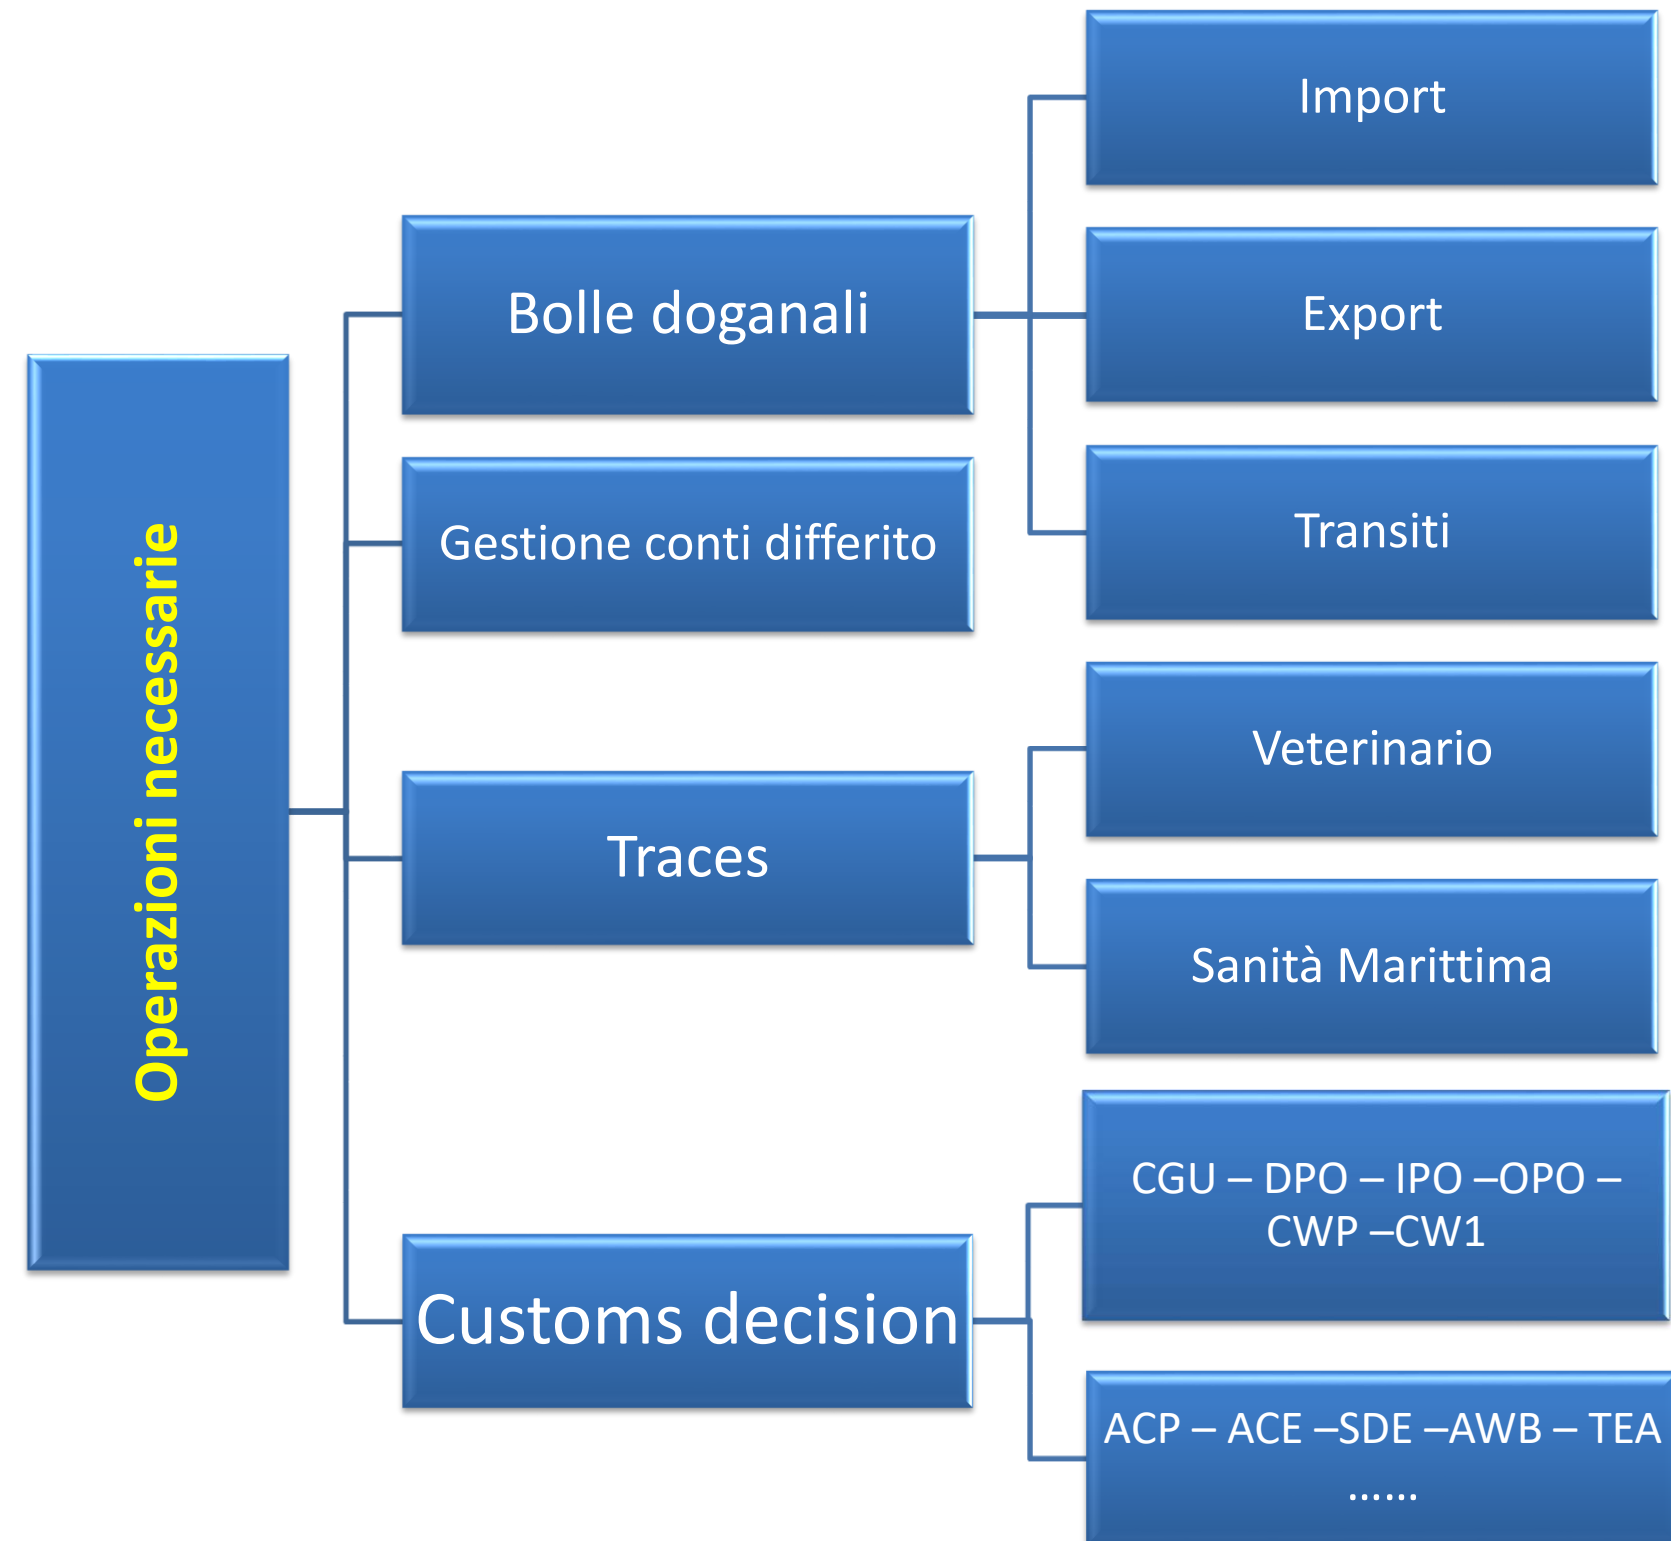 Operazioni necessarie
Bolle doganali
Import
Export
Transiti
Gestione conti differito
Traces
Veterinario
Sanità Marittima
Customs decision
CGU – DPO – IPO –OPO –
CWP –CW1
ACP – ACE –SDE –AWB – TEA
......